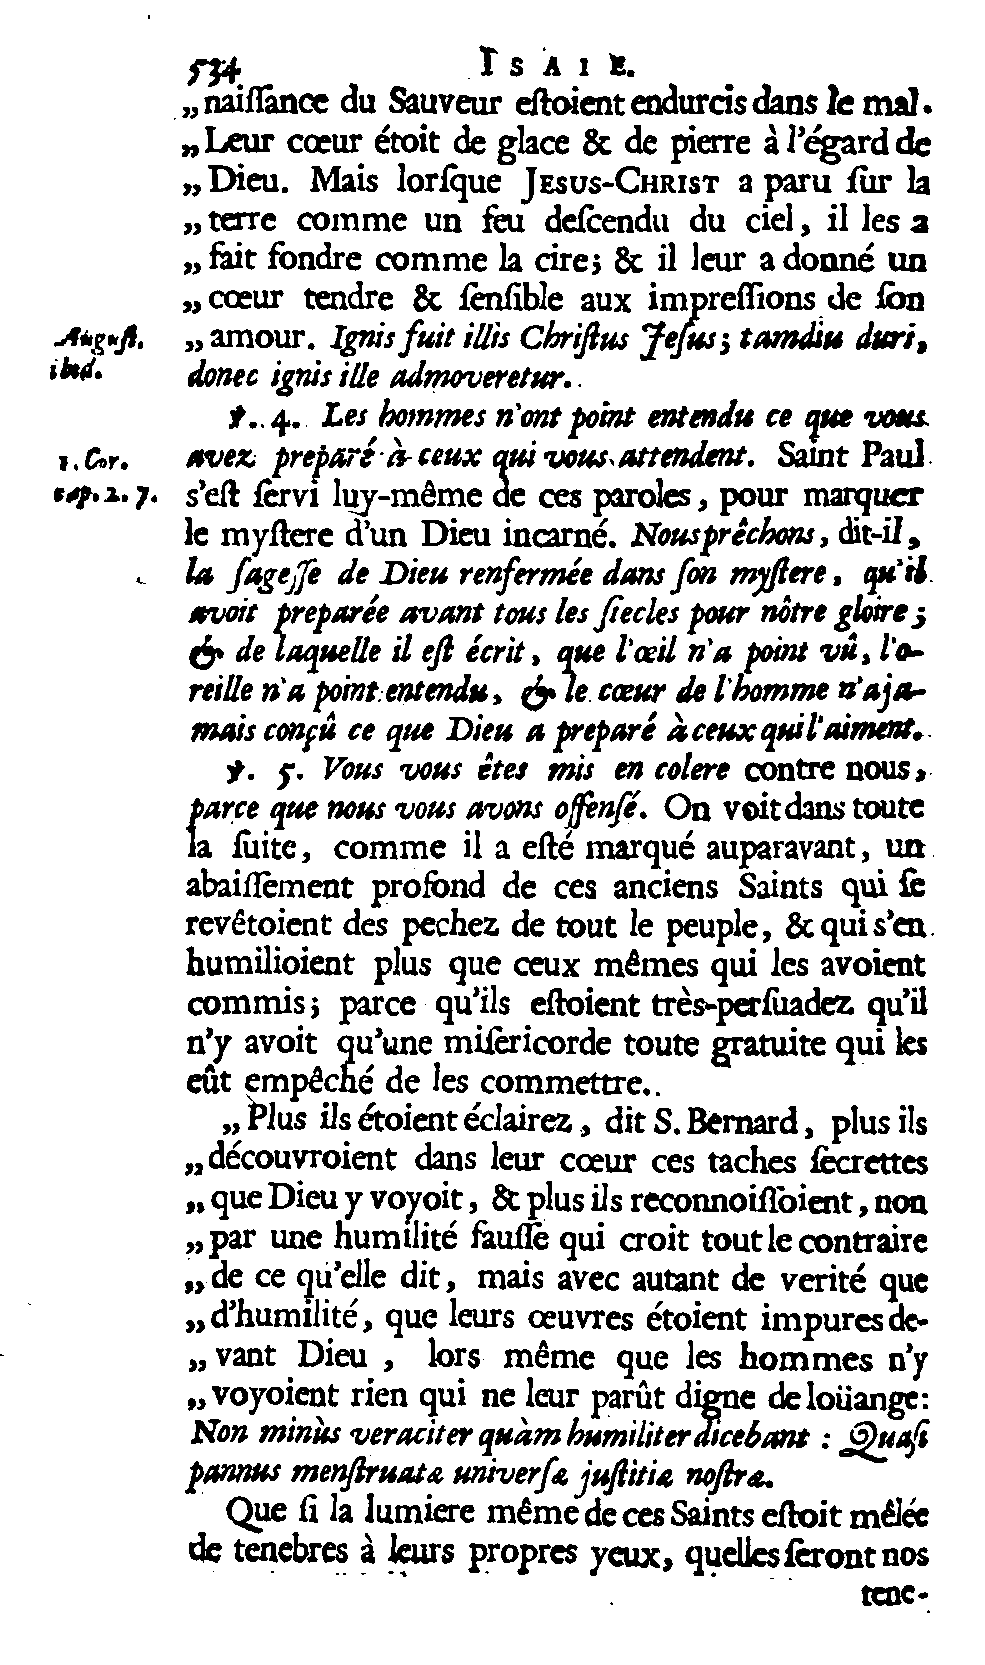 534 ISAIE.
„naiſſance du Sauveur eſtoient endurcis dans le mal.
„Leur cœur étoit de glace & de pierre à l'égard de
„Dieu. Mais lorſque JESUS-CHRIST a paru ſur la
„terre comme un feu deſcendu du ciel, il les a
„fait fondre comme la cire; & il leur a donné un
„cœur tendre & ſenſible aux impreſſions de ſon
Auguſt. „amour. Ignis fuit illis Chriſtus Jeſus; tamdiu duri,
ibid. donec ignis ille admoveretur.
℣. 4. Les hommes n'ont point entendu ce que vous
1. Cor. avez preparé à ceux qui vous attendent. Saint Paul
cap. 2. 7. s'eſt ſervi luy-même de ces paroles, pour marquer
le myſtere d'un Dieu incarné. Nous prêchons, dit-il,
la ſageſſe de Dieu renfermée dans ſon myſtere, qu'il
avoit preparée avant tous les ſiecles pour nôtre gloire;
& de laquelle il eſt écrit, que l'œil n'a point vû, l'o-
reille n'a point entendu, & le cœur de l'homme n'a ja-
mais conçû ce que Dieu a preparé à ceux qui l'aiment.
℣. 5. Vous vous êtes mis en colere contre nous,
parce que nous vous avons offenſé. On voit dans toute
la ſuite, comme il a eſté marqué auparavant, un
abaiſſement profond de ces anciens Saints qui ſe
revêtoient des pechez de tout le peuple, & qui s'en
humilioient plus que ceux mêmes qui les avoient
commis; parce qu'ils eſtoient très-perſuadez qu'il
n'y avoit qu'une miſericorde toute gratuite qui les
eût empêché de les commettre.
„Plus ils étoient éclairez, dit S. Bernard, plus ils
„découvroient dans leur cœur ces taches ſecrettes
„que Dieu y voyoit, & plus ils reconnoiſſoient, non
„par une humilité fauſſe qui croit tout le contraire
„de ce qu'elle dit, mais avec autant de verité que
„d'humilité, que leurs œuvres étoient impures de-
„vant Dieu, lors même que les hommes n'y
„voyoient rien qui ne leur parût digne de loüange:
Non minùs veraciter quàm humiliter dicebant : Quaſi
pannus menſtruatæ univerſæ juſtitiæ noſtræ.
Que ſi la lumiere même de ces Saints eſtoit mêlée
de tenebres à leurs propres yeux, quelles ſeront nos
tene-